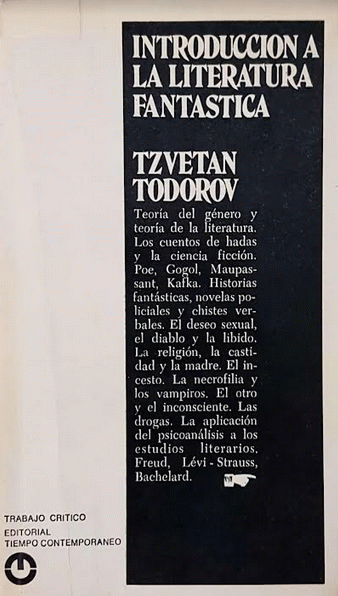 INTRODUCCION A
LA LITERATURA
FANTASTICA
TZVETAN
TODOROV
Teoría del género y
teoría de la literatura.
Los cuentos de hadas
y la ciencia ficción.
Poe, Gogol, Maupas-
sant, Kafka. Historias
fantásticas, novelas po-
liciales y chistes ver-
bales. El deseo sexual,
el diablo y la libido.
La religión, la casti-
dad y la madre. El in-
cesto. La necrofilia y
los vampiros. El otro
y el inconsciente. Las
drogas. La aplicación
del psicoanálisis a los
estudios literarios.
Freud, Lévi - Strauss,
Bachelard.
TRABAJO CRITICO
EDITORIAL
TIEMPO CONTEMPORANEO